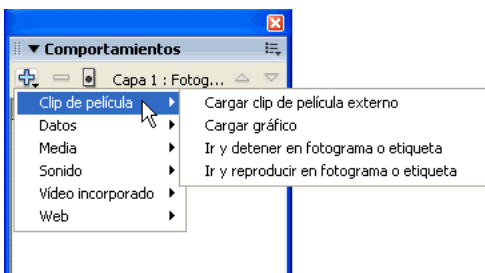 Comportamientos
Capa 1 : Fotog...
Clip de película
Datos
Media
Sonido
Vídeo incorporado
Web
Cargar clip de película externo
Cargar gráfico
Ir y detener en fotograma o etiqueta
Ir y reproducir en fotograma o etiqueta